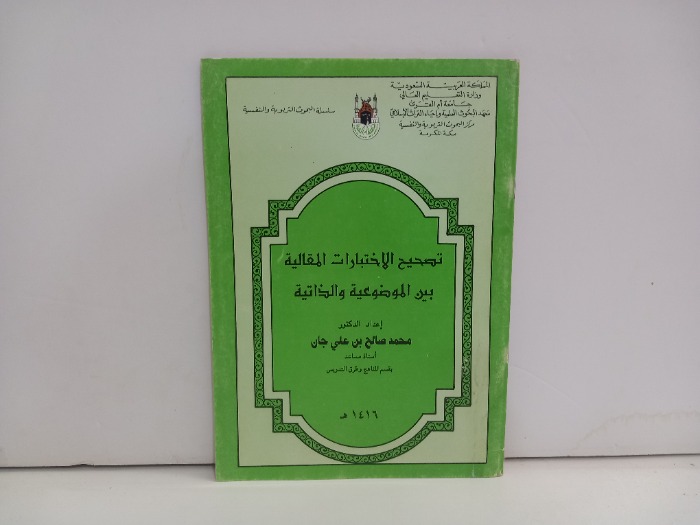 المملكة العربية السعودية
وزارة التعليم العالي
جامعة أم القرى
معهد البحوث العلمية وإحياء التراث الإسلامي
مركز البحوث التربوية والنفسية
مكة المكرمة
سلسلة البحوث التربوية والنفسية
تصحيح الاختبارات المقالية
بين الموضوعية والذاتية
إعداد الدكتور
محمد صالح بن علي جان
أستاذ مساعد
بقسم المناهج وطرق التدريس
١٤١٦ هـ